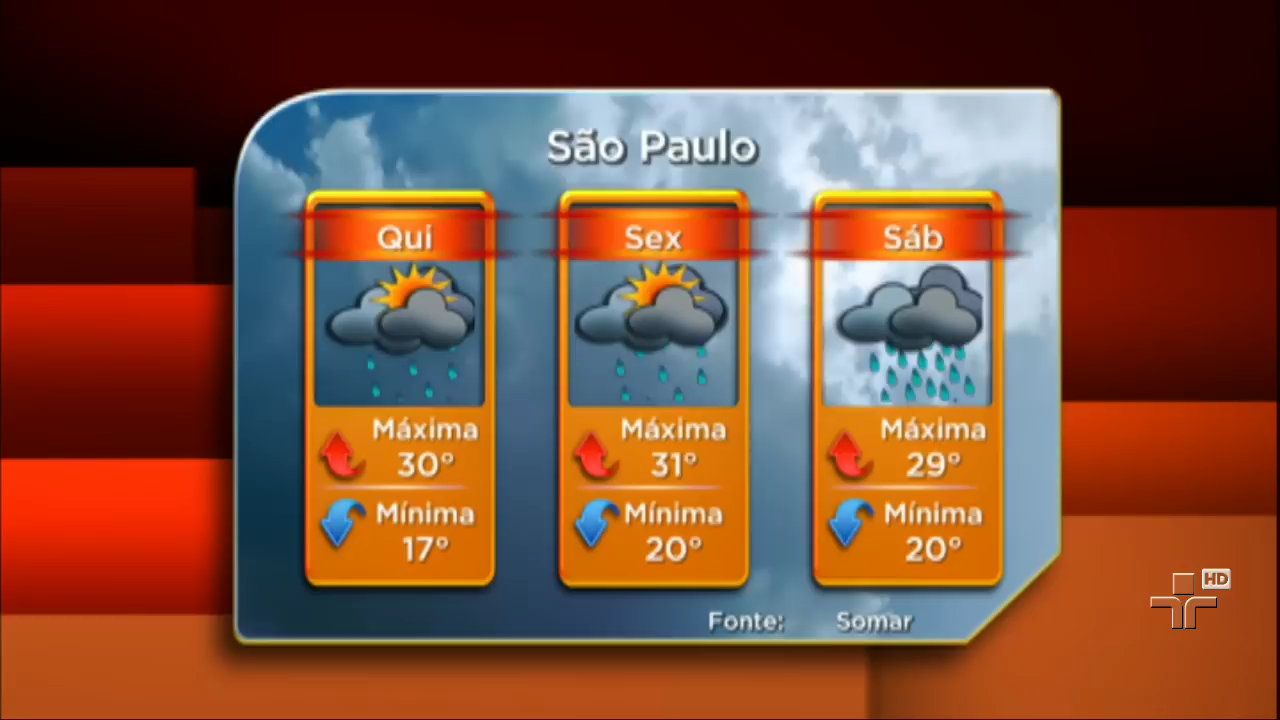 São Paulo
Qui
Máxima
30°
Mínima
17°
Sex
Máxima
31°
Mínima
20°
Sáb
Máxima
29°
Mínima
20°
Fonte: Somar
HD